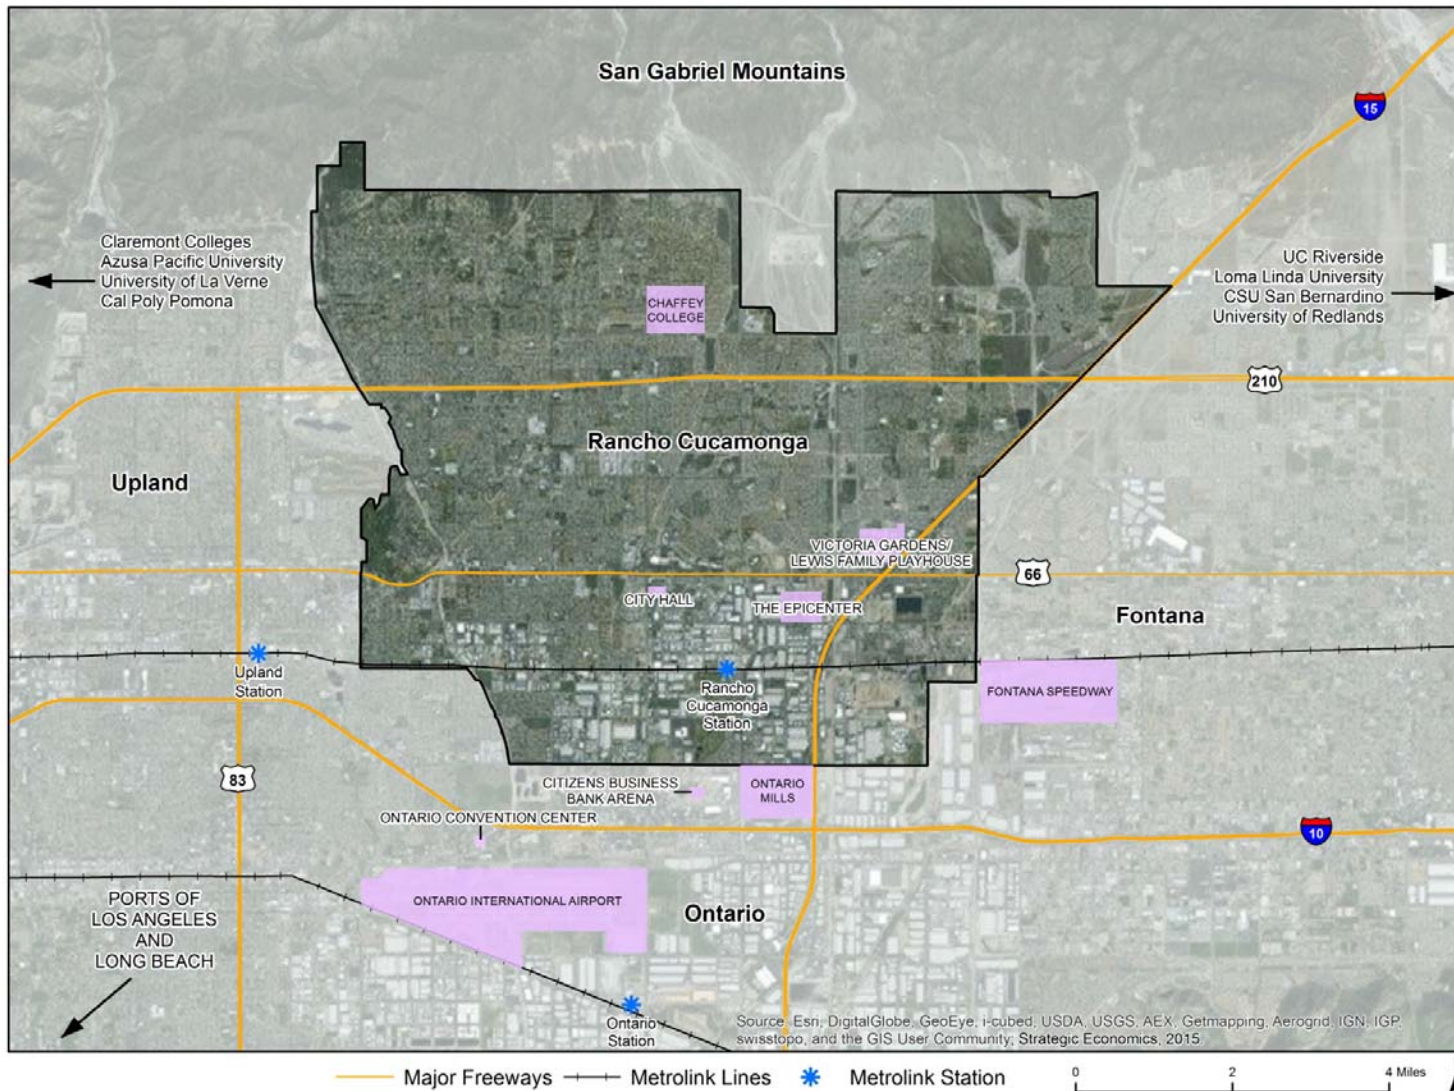 San Gabriel Mountains
15
Claremont Colleges
Azusa Pacific University
University of La Verne
Cal Poly Pomona
UC Riverside
Loma Linda University
CSU San Bernardino
University of Redlands
CHAFFEY
COLLEGE
210
Rancho Cucamonga
Upland
VICTORIA GARDENS/
LEWIS FAMILY PLAYHOUSE
66
CITY HALL
THE EPICENTER
Fontana
Upland
Station
Rancho
Cucamonga
Station
FONTANA SPEEDWAY
83
CITIZENS BUSINESS
BANK ARENA
ONTARIO
MILLS
ONTARIO CONVENTION CENTER
10
PORTS OF
LOS ANGELES
AND
LONG BEACH
ONTARIO INTERNATIONAL AIRPORT
Ontario
Ontario
Station
Source: Esri, DigitalGlobe, GeoEye, i-cubed, USDA, USGS, AEX, Getmapping, Aerogrid, IGN, IGP,
swisstopo, and the GIS User Community; Strategic Economics, 2015
Major Freeways
Metrolink Lines
Metrolink Station
0 2 4 Miles